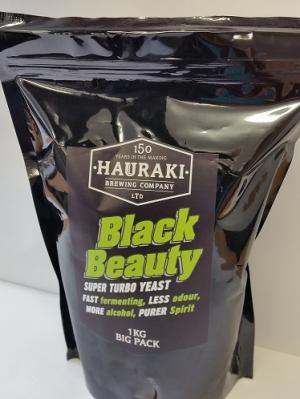 150
YEARS IN THE MAKING
HAURAKI
BREWING COMPANY
LTD
Black
Beauty
SUPER TURBO YEAST
FAST fermenting, LESS odour,
MORE alcohol, PURER Spirit
1KG
BIG PACK